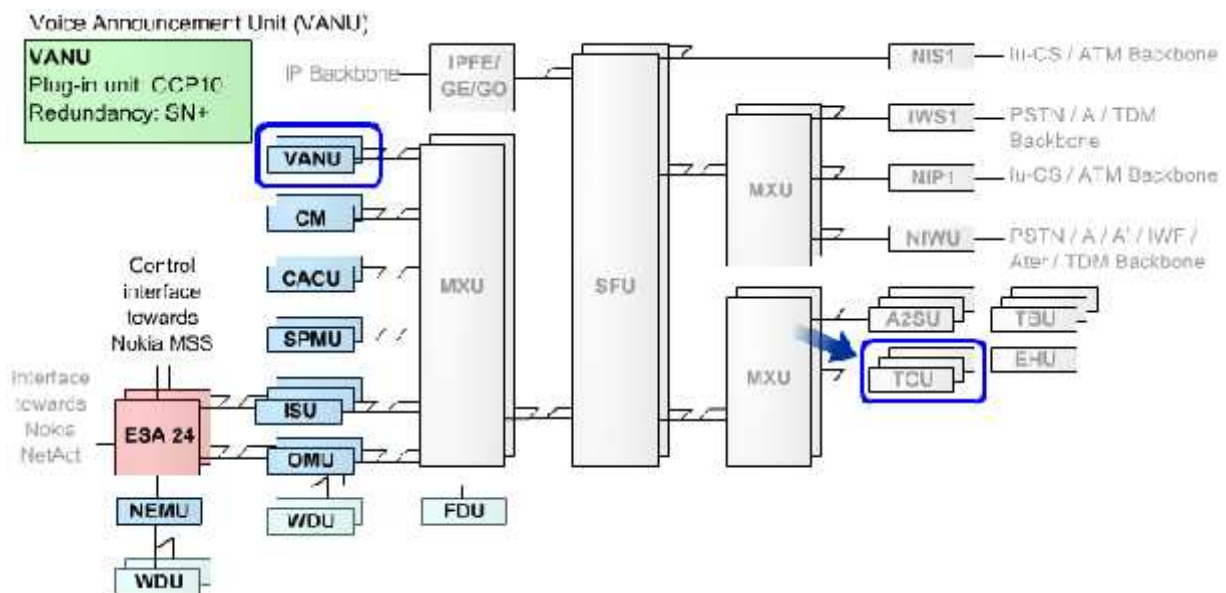 Voice Announcement Unit (VANU)
VANU
Plug-in unit: CCP10
Redundancy: SN+
IP Backbone
IPFE/
GE/GO
NIS1
Iu-CS / ATM Backbone
IWS1
PSTN / A / TDM
Backbone
VANU
MXU
NIP1
Iu-CS / ATM Backbone
CM
NIWU
PSTN / A / A' / IWF /
Ater / TDM Backbone
Control
interface
towards
Nokia MSS
CACU
MXU
SFU
A2SU
TBU
SPMU
EHU
MXU
TCU
Interface
towards
Nokia
NetAct
ISU
ESA 24
OMU
NEMU
WDU
FDU
WDU